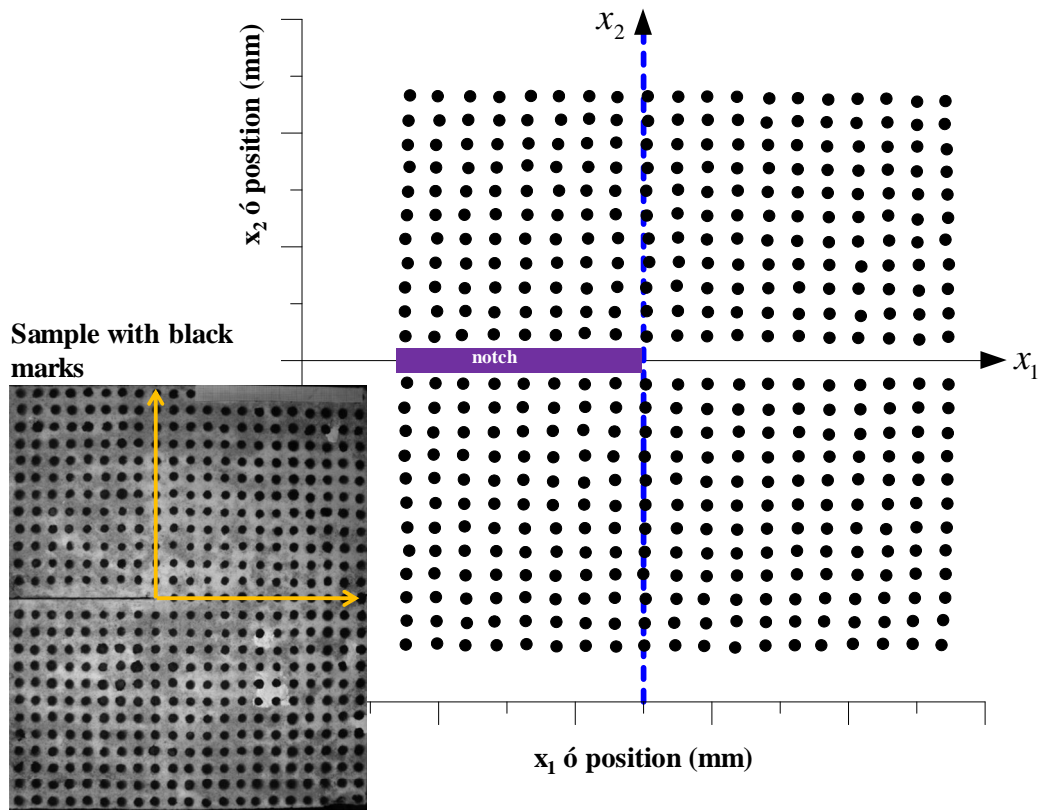 x₂
x₂ ó position (mm)
Sample with black
marks
notch
x₁
x₁ ó position (mm)